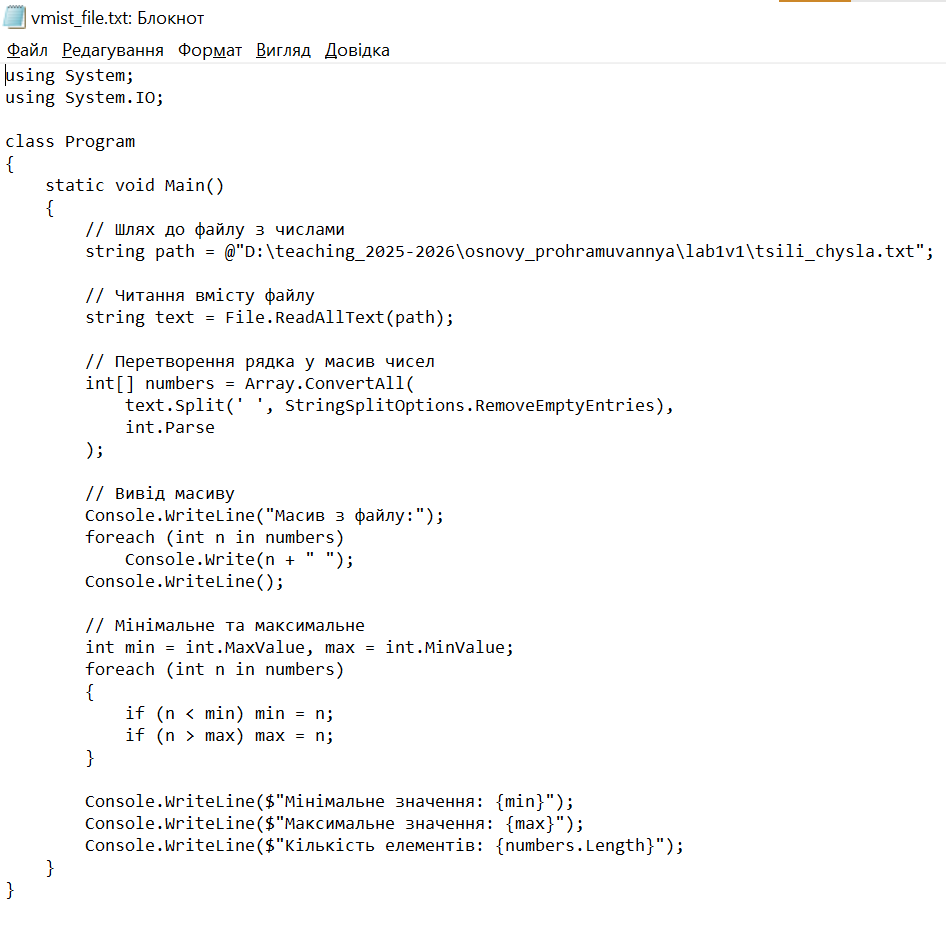 vmist_file.txt: Блокнот
Файл Редагування Формат Вигляд Довідка
using System;
using System.IO;

class Program
{
    static void Main()
    {
        // Шлях до файлу з числами
        string path = @"D:\teaching_2025-2026\osnovy_prohramuvannya\lab1v1\tsili_chysla.txt";

        // Читання вмісту файлу
        string text = File.ReadAllText(path);

        // Перетворення рядка у масив чисел
        int[] numbers = Array.ConvertAll(
            text.Split(' ', StringSplitOptions.RemoveEmptyEntries),
            int.Parse
        );

        // Вивід масиву
        Console.WriteLine("Масив з файлу:");
        foreach (int n in numbers)
            Console.Write(n + " ");
        Console.WriteLine();

        // Мінімальне та максимальне
        int min = int.MaxValue, max = int.MinValue;
        foreach (int n in numbers)
        {
            if (n < min) min = n;
            if (n > max) max = n;
        }

        Console.WriteLine($"Мінімальне значення: {min}");
        Console.WriteLine($"Максимальне значення: {max}");
        Console.WriteLine($"Кількість елементів: {numbers.Length}");
    }
}